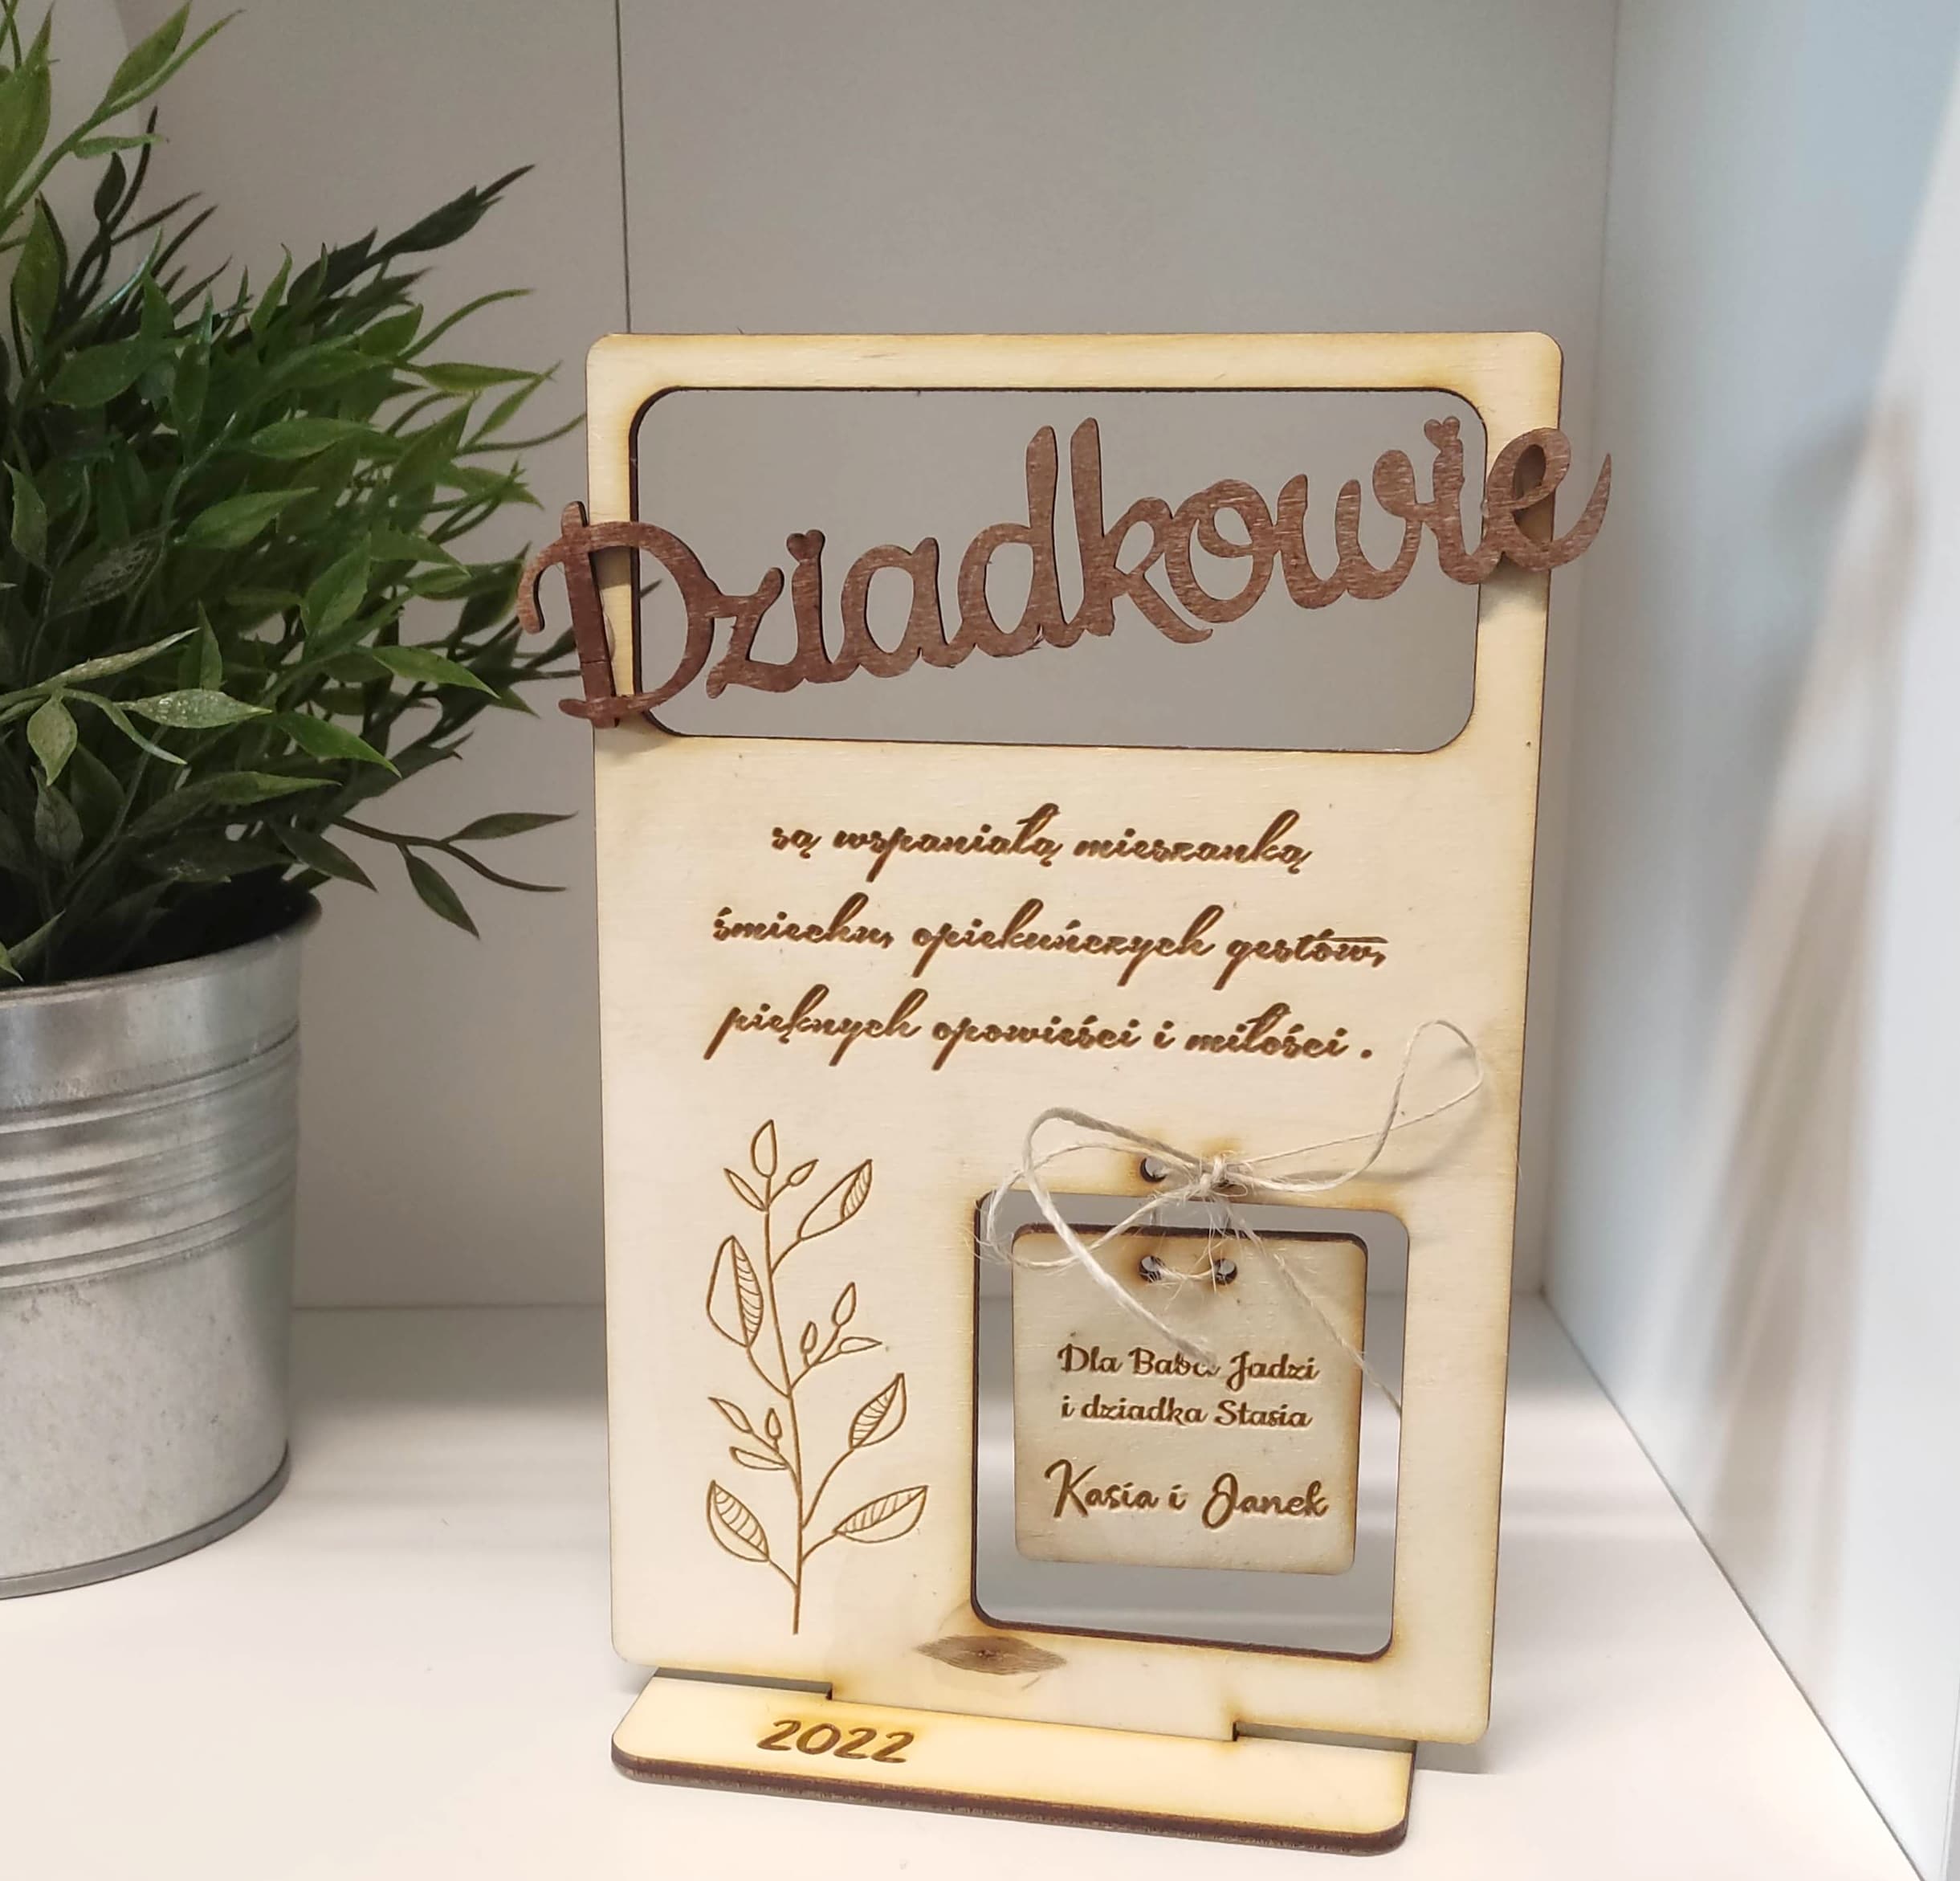 Dziadkowie
są wspaniałą mieszanką
śmiechu, opiekuńczych gestów,
pięknych opowieści i miłości .
Dla Babci Jadzi
i dziadka Stasia
Kasia i Janek
2022